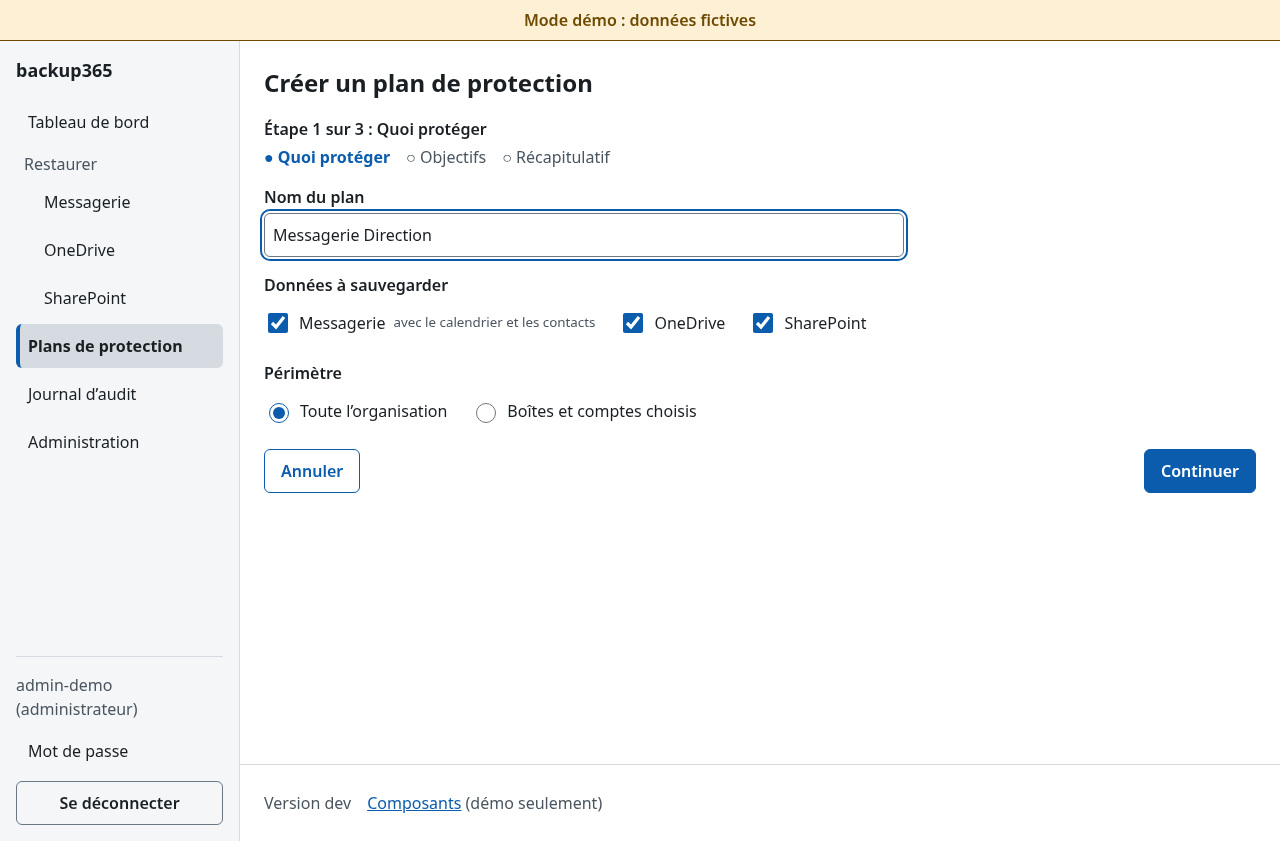 Mode démo : données fictives
backup365
Tableau de bord
Restaurer
Messagerie
OneDrive
SharePoint
Plans de protection
Journal d’audit
Administration
admin-demo
(administrateur)
Mot de passe
Se déconnecter
Créer un plan de protection
Étape 1 sur 3 : Quoi protéger
● Quoi protéger ○ Objectifs ○ Récapitulatif
Nom du plan
Messagerie Direction
Données à sauvegarder
Messagerie avec le calendrier et les contacts OneDrive SharePoint
Périmètre
Toute l’organisation Boîtes et comptes choisis
Annuler Continuer
Version dev Composants (démo seulement)